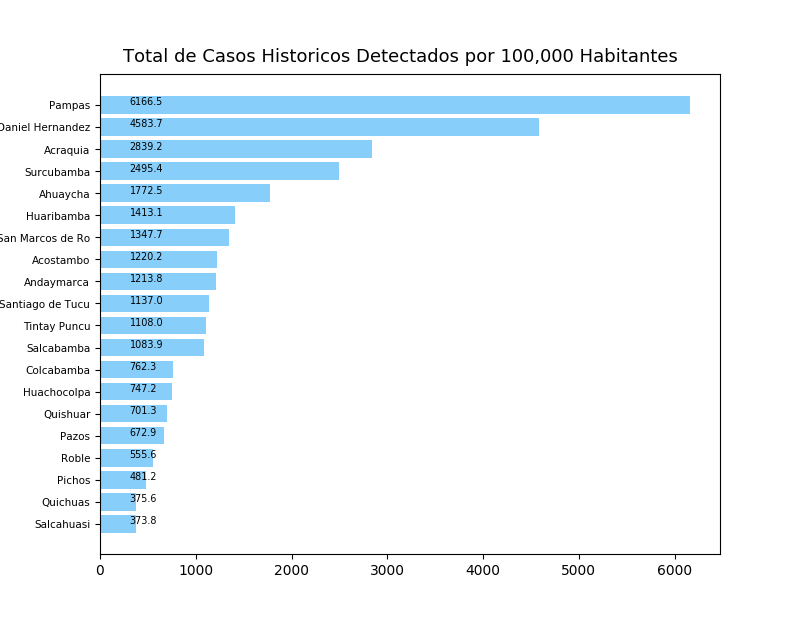 Total de Casos Historicos Detectados por 100,000 Habitantes
Pampas 6166.5
Daniel Hernandez 4583.7
Acraquia 2839.2
Surcubamba 2495.4
Ahuaycha 1772.5
Huaribamba 1413.1
San Marcos de Ro 1347.7
Acostambo 1220.2
Andaymarca 1213.8
Santiago de Tucu 1137.0
Tintay Puncu 1108.0
Salcabamba 1083.9
Colcabamba 762.3
Huachocolpa 747.2
Quishuar 701.3
Pazos 672.9
Roble 555.6
Pichos 481.2
Quichuas 375.6
Salcahuasi 373.8
0 1000 2000 3000 4000 5000 6000